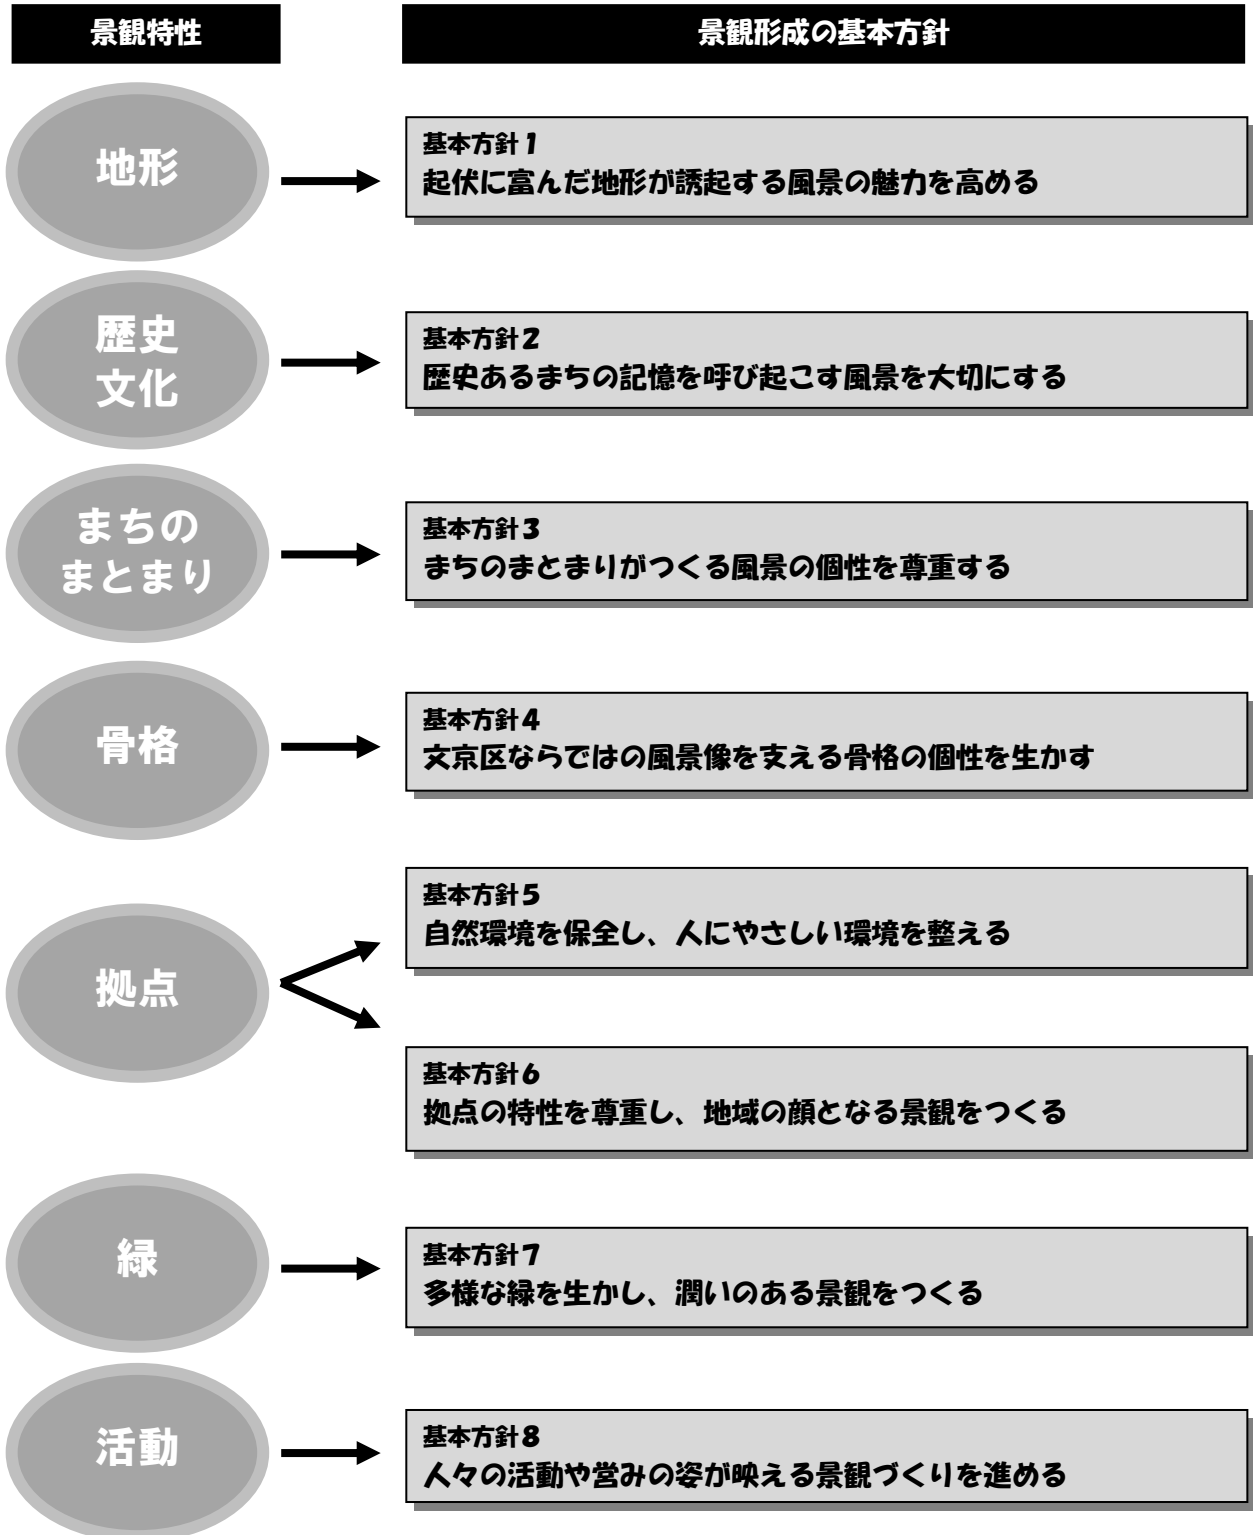 景観特性
景観形成の基本方針
地形
基本方針1
起伏に富んだ地形が誘起する風景の魅力を高める
歴史
文化
基本方針2
歴史あるまちの記憶を呼び起こす風景を大切にする
まちの
まとまり
基本方針3
まちのまとまりがつくる風景の個性を尊重する
骨格
基本方針4
文京区ならではの風景像を支える骨格の個性を生かす
拠点
基本方針5
自然環境を保全し、人にやさしい環境を整える
基本方針6
拠点の特性を尊重し、地域の顔となる景観をつくる
緑
基本方針7
多様な緑を生かし、潤いのある景観をつくる
活動
基本方針8
人々の活動や営みの姿が映える景観づくりを進める